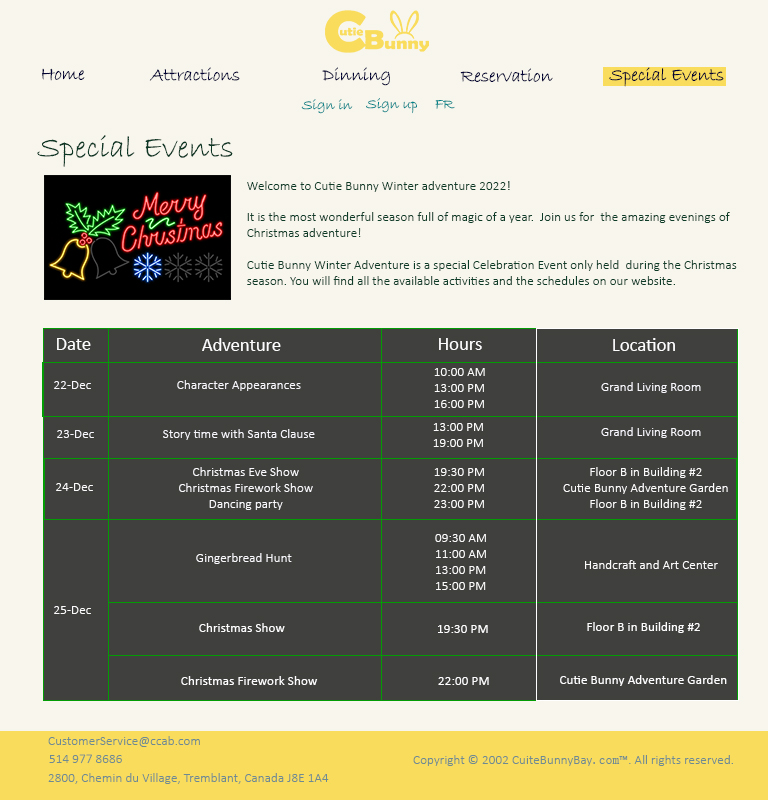 Cutie Bunny
Home Attractions Dinning Reservation Special Events
Sign in Sign up FR
Special Events
Merry
Christmas
Welcome to Cutie Bunny Winter adventure 2022!
It is the most wonderful season full of magic of a year. Join us for the amazing evenings of
Christmas adventure!
Cutie Bunny Winter Adventure is a special Celebration Event only held during the Christmas
season. You will find all the available activities and the schedules on our website.
Date Adventure Hours Location
22-Dec Character Appearances 10:00 AM Grand Living Room
13:00 PM
16:00 PM
23-Dec Story time with Santa Clause 13:00 PM Grand Living Room
19:00 PM
24-Dec Christmas Eve Show 19:30 PM Floor B in Building #2
Christmas Firework Show 22:00 PM Cutie Bunny Adventure Garden
Dancing party 23:00 PM Floor B in Building #2
25-Dec Gingerbread Hunt 09:30 AM Handcraft and Art Center
11:00 AM
13:00 PM
15:00 PM
Christmas Show 19:30 PM Floor B in Building #2
Christmas Firework Show 22:00 PM Cutie Bunny Adventure Garden
CustomerService@ccab.com
514 977 8686
2800, Chemin du Village, Tremblant, Canada J8E 1A4
Copyright © 2002 CuiteBunnyBay. com™. All rights reserved.